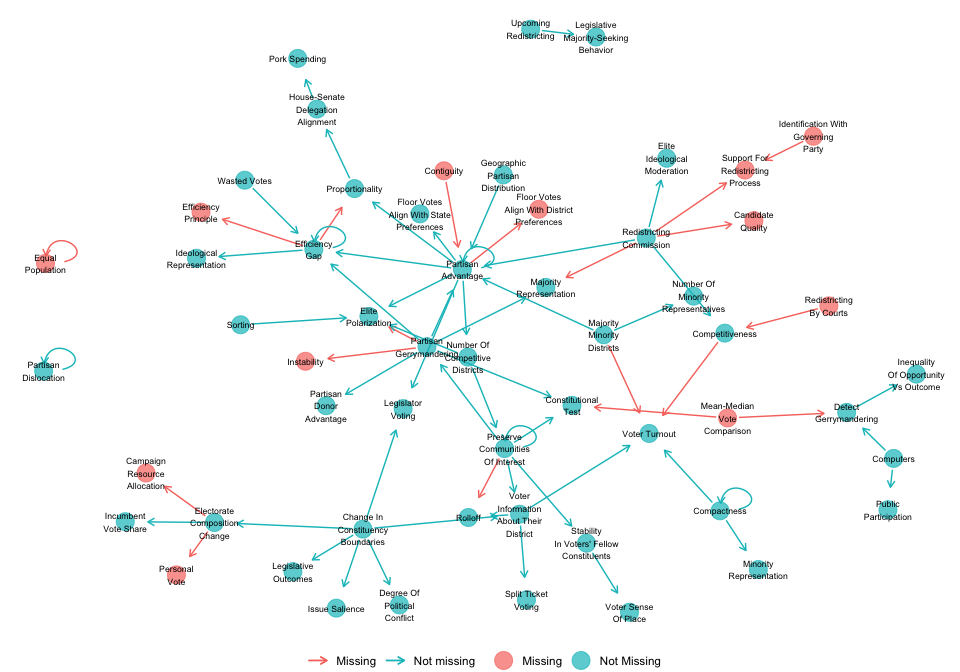 Upcoming
Redistricting
Legislative
Majority-Seeking
Behavior
Pork Spending
House-Senate
Delegation
Alignment
Identification With
Governing
Party
Elite
Ideological
Moderation
Support For
Redistricting
Process
Wasted Votes
Proportionality
Contiguity
Geographic
Partisan
Distribution
Efficiency
Principle
Floor Votes
Align With State
Preferences
Floor Votes
Align With District
Preferences
Candidate
Quality
Redistricting
Commission
Efficiency
Gap
Ideological
Representation
Equal
Population
Partisan
Advantage
Majority
Representation
Number Of
Minority
Representatives
Redistricting
By Courts
Sorting
Elite
Polarization
Majority
Minority
Districts
Competitiveness
Partisan
Gerrymandering
Number Of
Competitive
Districts
Instability
Partisan
Dislocation
Inequality
Of Opportunity
Vs Outcome
Partisan
Donor
Advantage
Legislator
Voting
Constitutional
Test
Mean-Median
Vote
Comparison
Detect
Gerrymandering
Voter Turnout
Preserve
Communities
Of Interest
Computers
Campaign
Resource
Allocation
Public
Participation
Compactness
Incumbent
Vote Share
Electorate
Composition
Change
Change In
Constituency
Boundaries
Rolloff
Voter
Information
About Their
District
Stability
In Voters' Fellow
Constituents
Minority
Representation
Personal
Vote
Legislative
Outcomes
Issue Salience
Degree Of
Political
Conflict
Split Ticket
Voting
Voter Sense
Of Place
Missing
Not missing
Missing
Not Missing